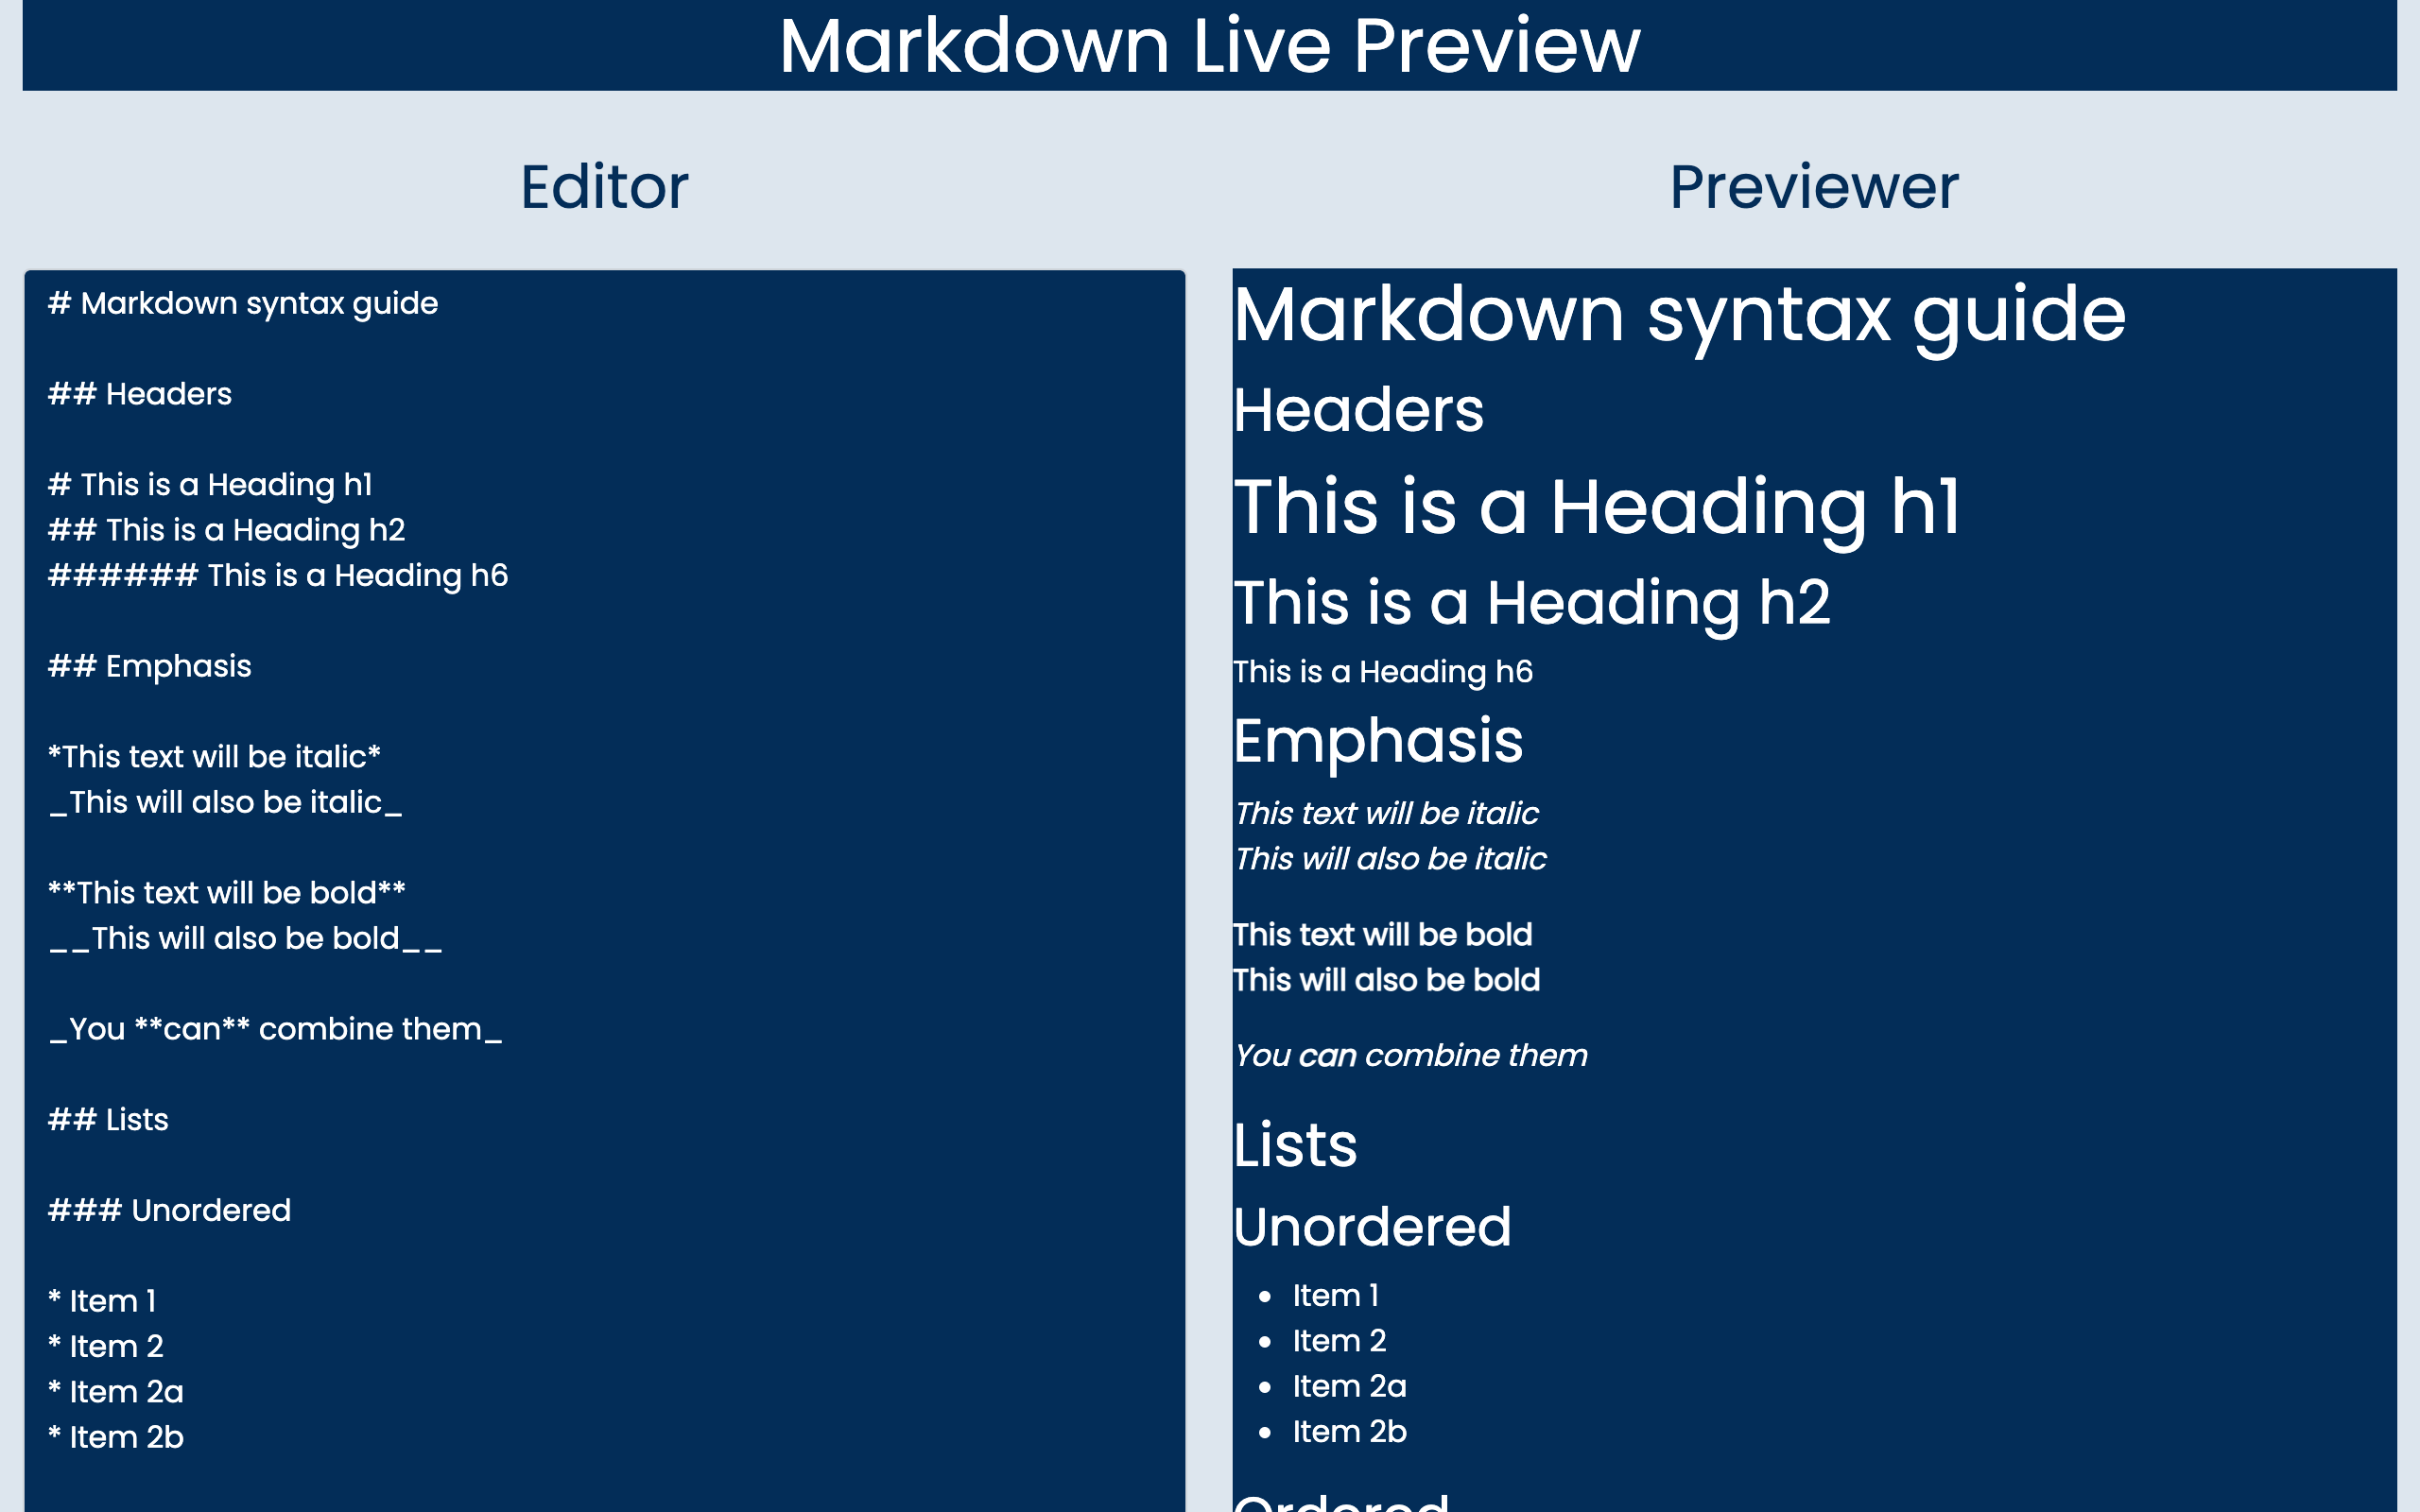 Markdown Live Preview
Editor
# Markdown syntax guide
## Headers
# This is a Heading h1
## This is a Heading h2
###### This is a Heading h6
## Emphasis
*This text will be italic*
_This will also be italic_
**This text will be bold**
__This will also be bold__
_You **can** combine them_
## Lists
### Unordered
* Item 1
* Item 2
* Item 2a
* Item 2b
Previewer
Markdown syntax guide
Headers
This is a Heading h1
This is a Heading h2
This is a Heading h6
Emphasis
This text will be italic
This will also be italic
This text will be bold
This will also be bold
You can combine them
Lists
Unordered
• Item 1
• Item 2
• Item 2a
• Item 2b
Ordered